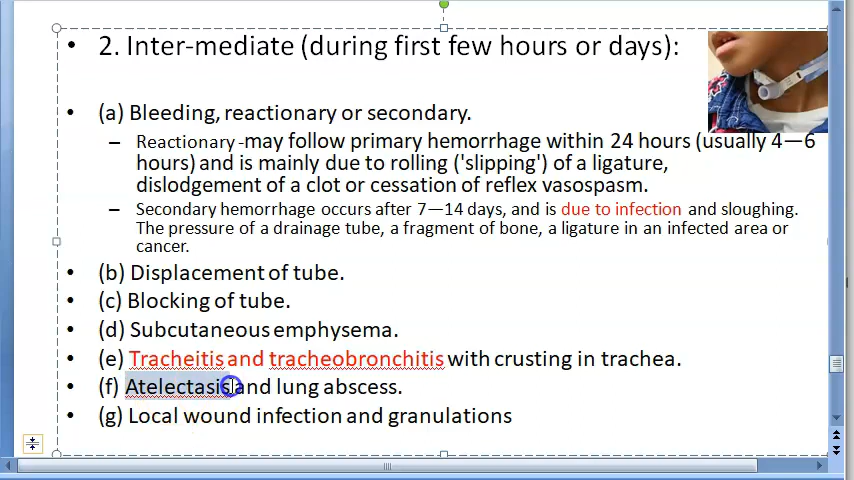 • 2. Inter-mediate (during first few hours or days):
• (a) Bleeding, reactionary or secondary.
– Reactionary -may follow primary hemorrhage within 24 hours (usually 4—6
hours) and is mainly due to rolling ('slipping') of a ligature,
dislodgement of a clot or cessation of reflex vasospasm.
– Secondary hemorrhage occurs after 7—14 days, and is due to infection and sloughing.
The pressure of a drainage tube, a fragment of bone, a ligature in an infected area or
cancer.
• (b) Displacement of tube.
• (c) Blocking of tube.
• (d) Subcutaneous emphysema.
• (e) Tracheitis and tracheobronchitis with crusting in trachea.
• (f) Atelectasis and lung abscess.
• (g) Local wound infection and granulations